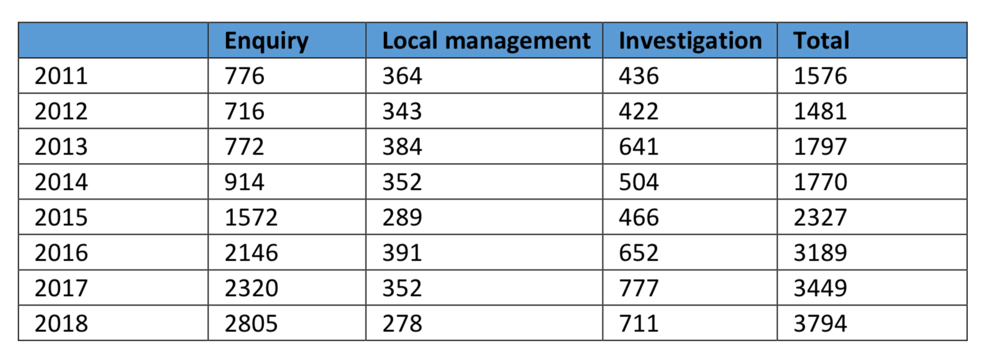 Enquiry Local management Investigation Total
2011 776 364 436 1576
2012 716 343 422 1481
2013 772 384 641 1797
2014 914 352 504 1770
2015 1572 289 466 2327
2016 2146 391 652 3189
2017 2320 352 777 3449
2018 2805 278 711 3794